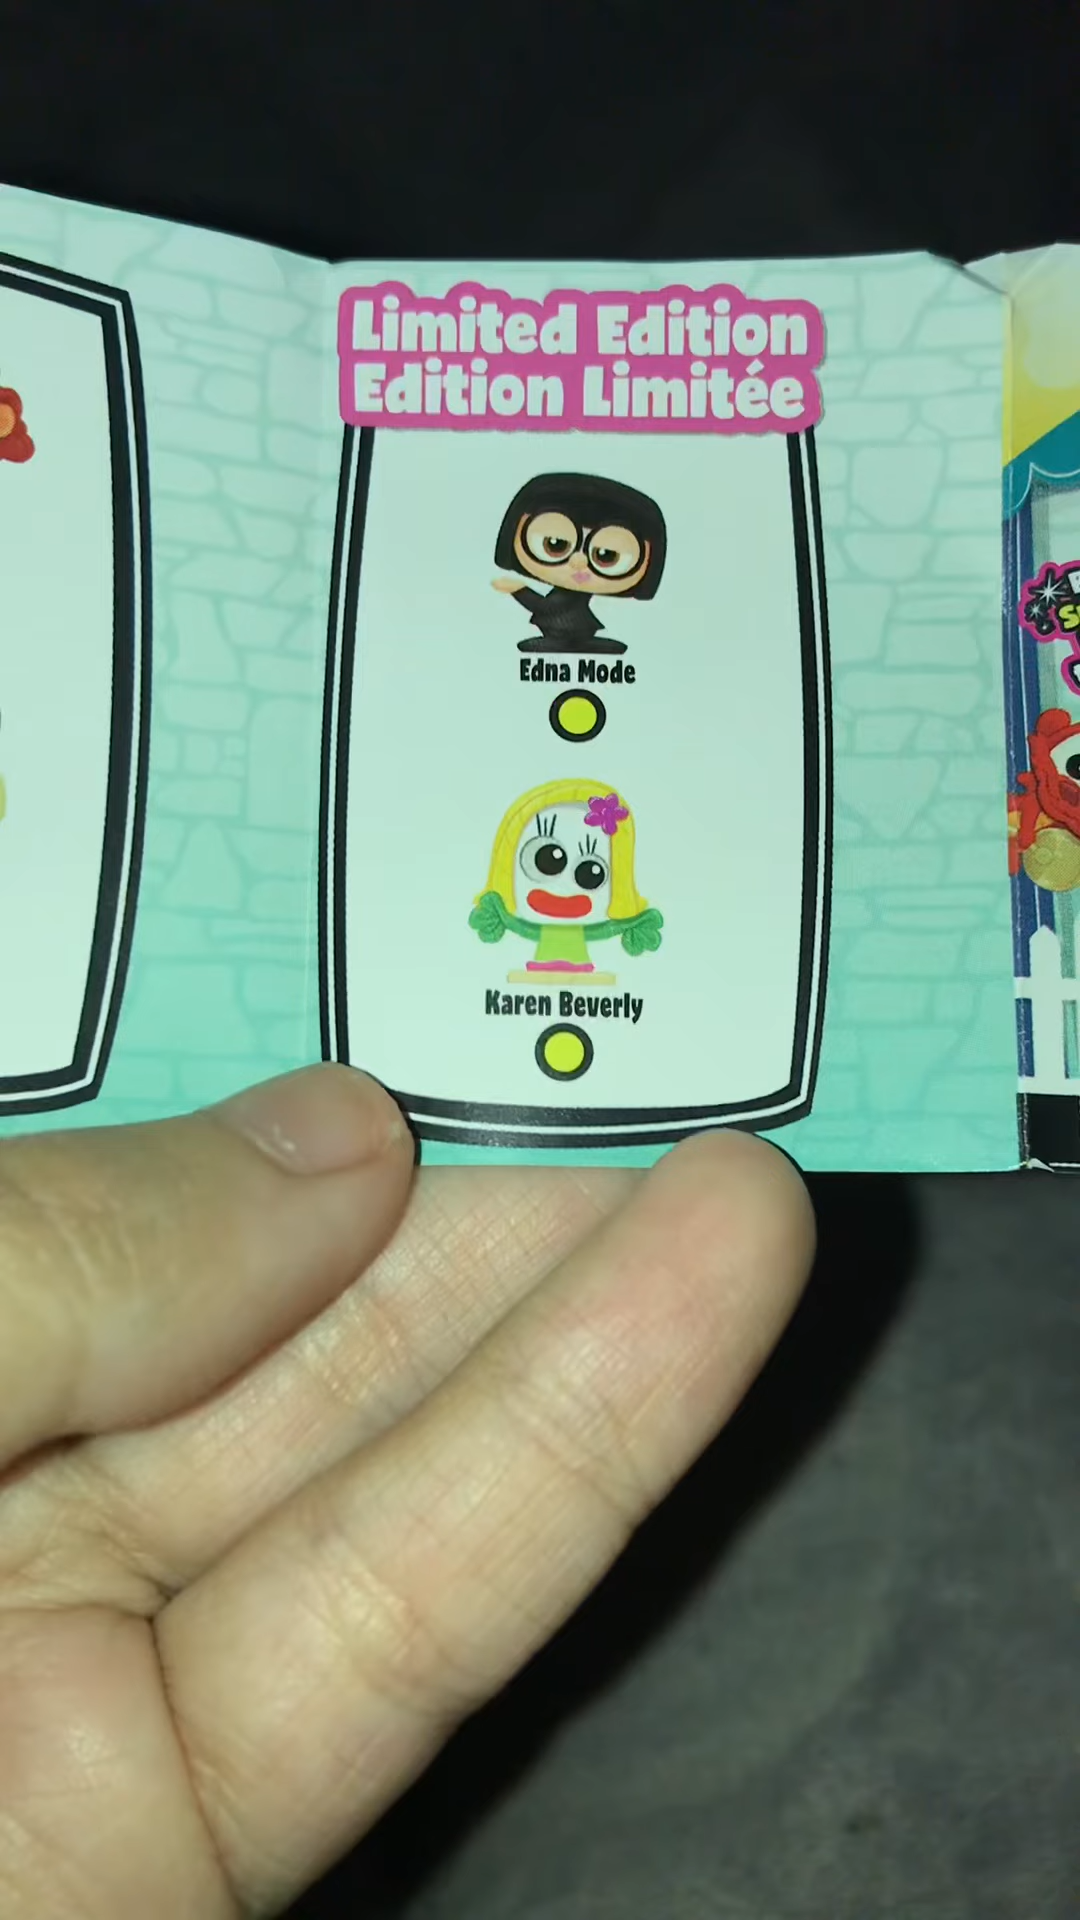 Limited Edition
Edition Limitée
Edna Mode
Karen Beverly